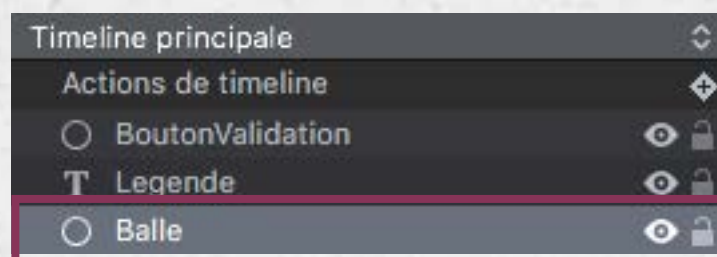 Timeline principale
Actions de timeline
BoutonValidation
T Legende
Balle